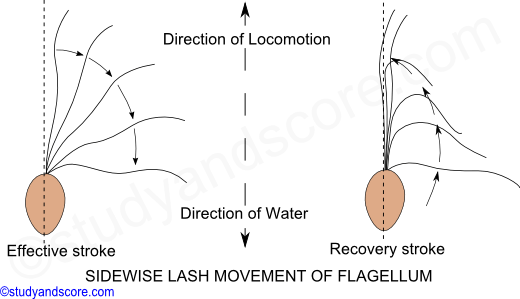 Direction of Locomotion
Direction of Water
Effective stroke
Recovery stroke
SIDEWISE LASH MOVEMENT OF FLAGELLUM
©studyandscore.com
©studyandscore.com